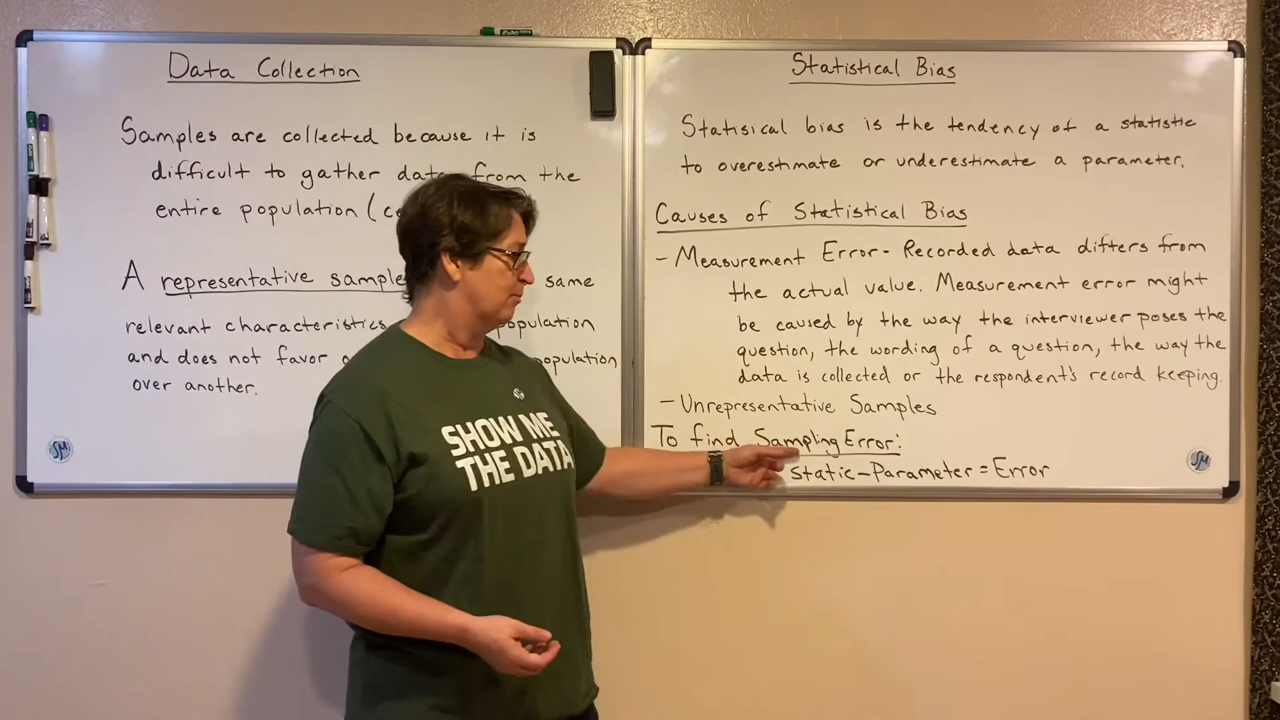 Data Collection
Samples are collected because it is
difficult to gather data from the
entire population (c
A representative sample same
relevant characteristics population
and does not favor population
over another.
SM
Statistical Bias
Statisical bias is the tendency of a statistic
to overestimate or underestimate a parameter.
Causes of Statistical Bias
- Measurement Error - Recorded data differs from
the actual value. Measurement error might
be caused by the way the interviewer poses the
question, the wording of a question, the way the
data is collected or the respondent's record keeping.
- Unrepresentative Samples
To find Sampling Error:
static - Parameter = Error
SM
SHOW ME
THE DATA
EXPO